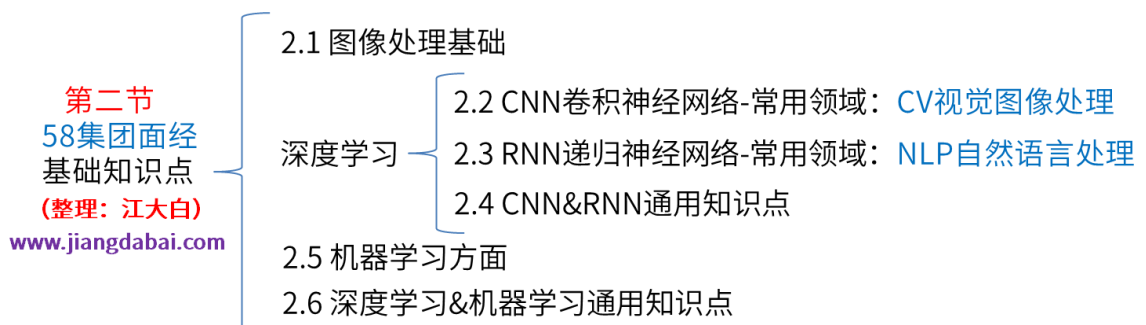 第二节
58集团面经
基础知识点
（整理：江大白）
www.jiangdabai.com
2.1 图像处理基础
深度学习
2.2 CNN卷积神经网络-常用领域：CV视觉图像处理
2.3 RNN递归神经网络-常用领域：NLP自然语言处理
2.4 CNN&RNN通用知识点
2.5 机器学习方面
2.6 深度学习&机器学习通用知识点